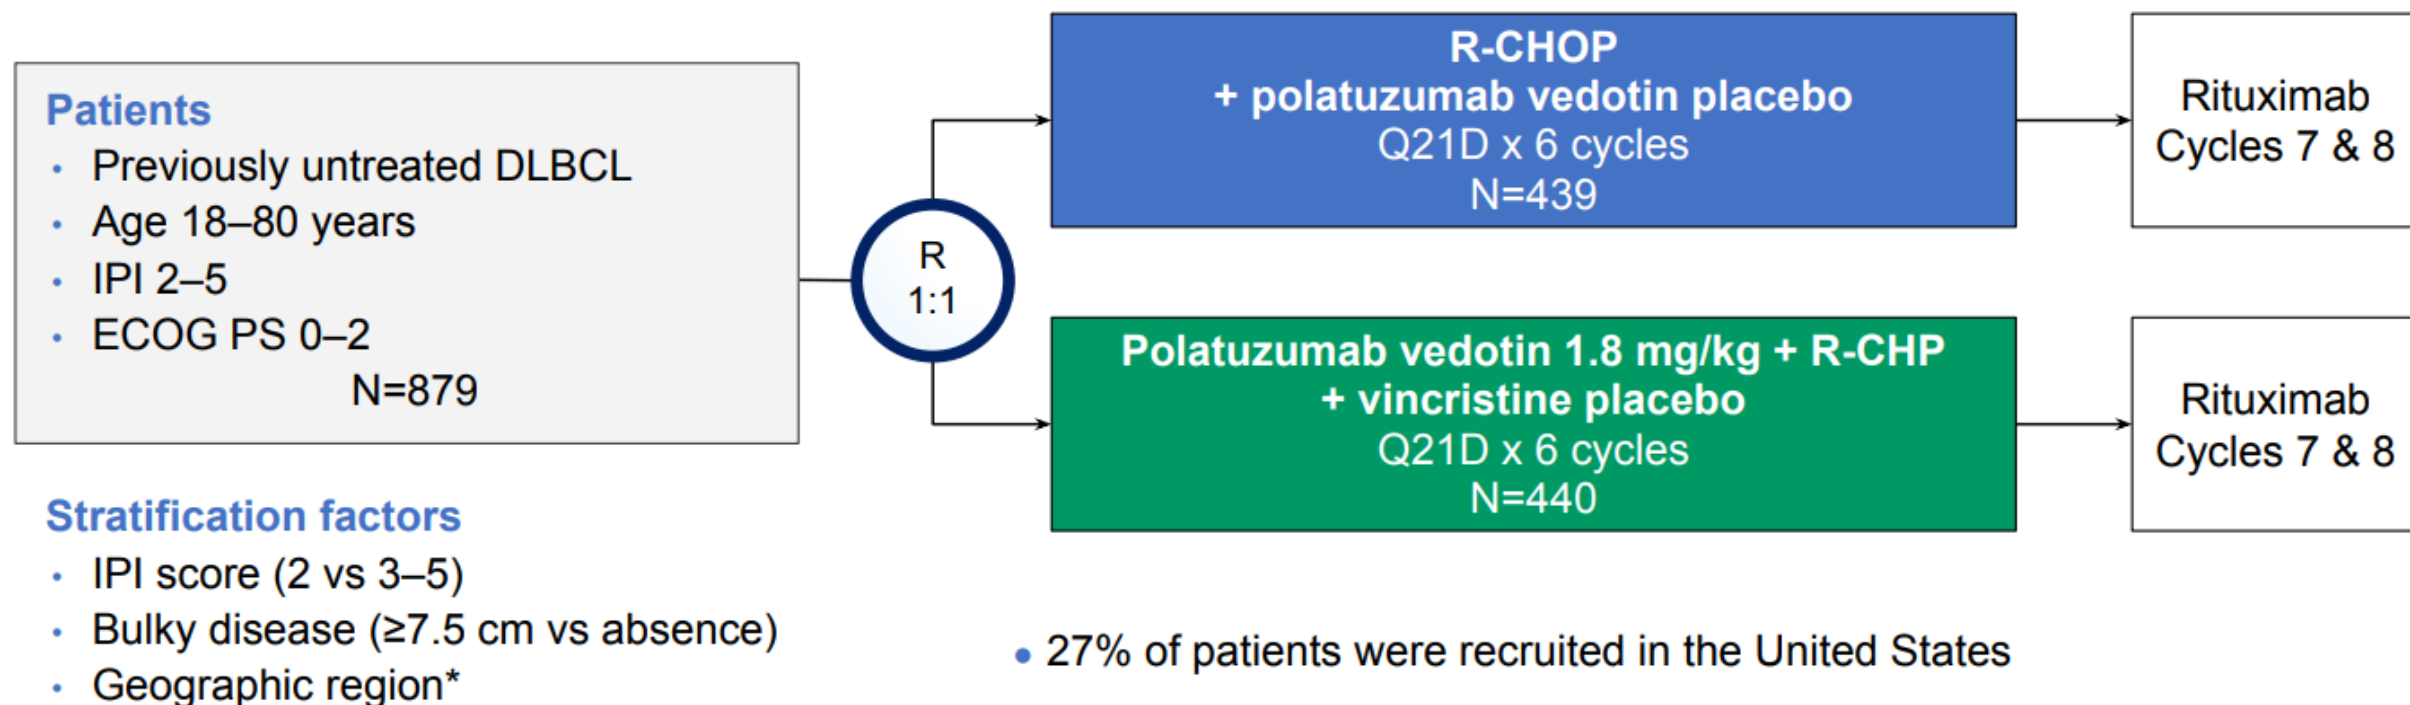 Patients
• Previously untreated DLBCL
• Age 18–80 years
• IPI 2–5
• ECOG PS 0–2
N=879
Stratification factors
• IPI score (2 vs 3–5)
• Bulky disease (≥7.5 cm vs absence)
• Geographic region*
R
1:1
R-CHOP
+ polatuzumab vedotin placebo
Q21D x 6 cycles
N=439
Rituximab
Cycles 7 & 8
Polatuzumab vedotin 1.8 mg/kg + R-CHP
+ vincristine placebo
Q21D x 6 cycles
N=440
Rituximab
Cycles 7 & 8
• 27% of patients were recruited in the United States